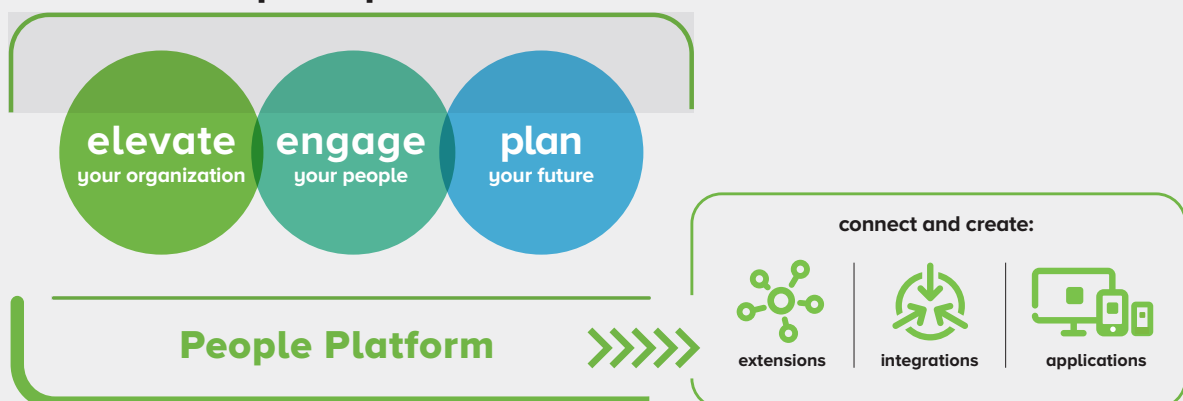 elevate
your organization
engage
your people
plan
your future
People Platform
connect and create:
extensions
integrations
applications